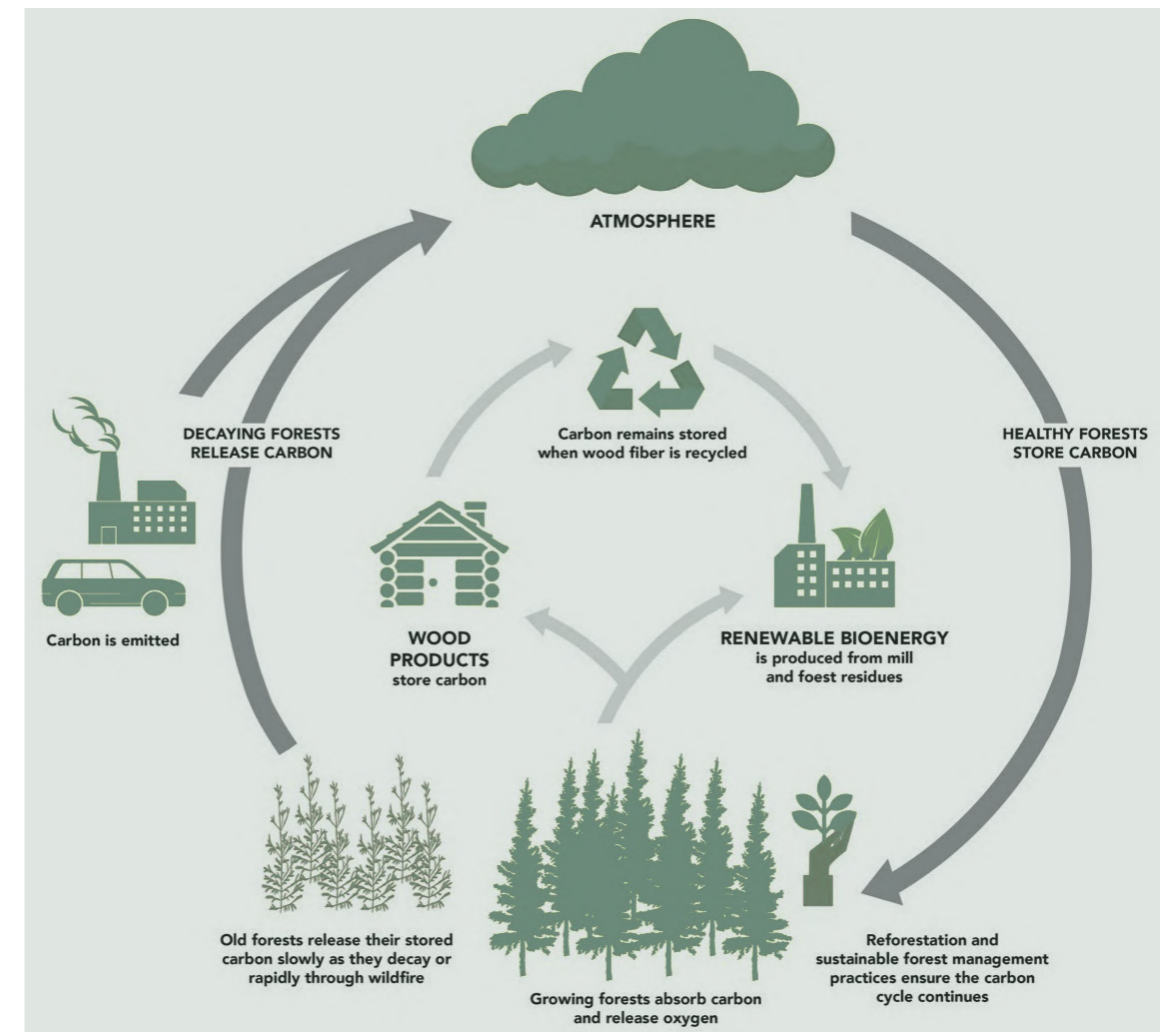 ATMOSPHERE
Carbon remains stored
when wood fiber is recycled
DECAYING FORESTS
RELEASE CARBON
HEALTHY FORESTS
STORE CARBON
Carbon is emitted
WOOD
PRODUCTS
store carbon
RENEWABLE BIOENERGY
is produced from mill
and foest residues
Old forests release their stored
carbon slowly as they decay or
rapidly through wildfire
Growing forests absorb carbon
and release oxygen
Reforestation and
sustainable forest management
practices ensure the carbon
cycle continues